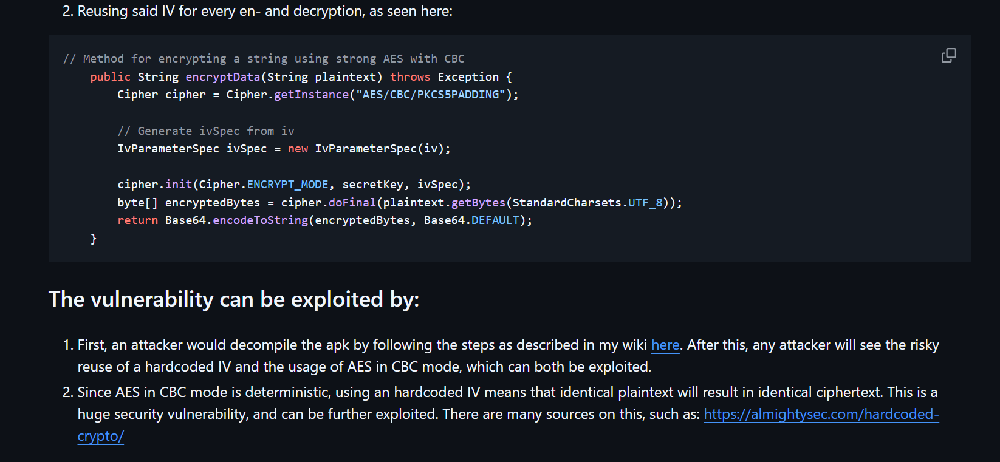 2. Reusing said IV for every en- and decryption, as seen here:
// Method for encrypting a string using strong AES with CBC
    public String encryptData(String plaintext) throws Exception {
        Cipher cipher = Cipher.getInstance("AES/CBC/PKCS5PADDING");
        // Generate ivSpec from iv
        IvParameterSpec ivSpec = new IvParameterSpec(iv);
        cipher.init(Cipher.ENCRYPT_MODE, secretKey, ivSpec);
        byte[] encryptedBytes = cipher.doFinal(plaintext.getBytes(StandardCharsets.UTF_8));
        return Base64.encodeToString(encryptedBytes, Base64.DEFAULT);
    }
The vulnerability can be exploited by:
1. First, an attacker would decompile the apk by following the steps as described in my wiki here. After this, any attacker will see the risky
reuse of a hardcoded IV and the usage of AES in CBC mode, which can both be exploited.
2. Since AES in CBC mode is deterministic, using an hardcoded IV means that identical plaintext will result in identical ciphertext. This is a
huge security vulnerability, and can be further exploited. There are many sources on this, such as: https://almightysec.com/hardcoded-
crypto/